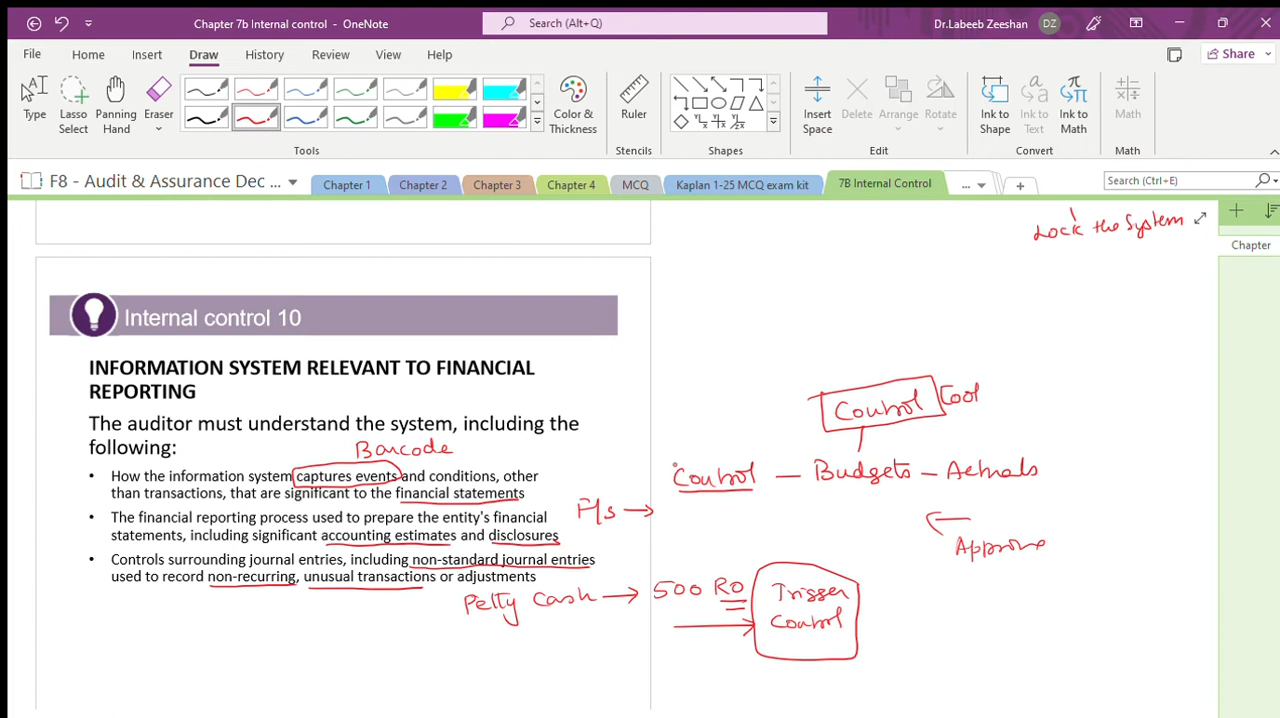 Chapter 7b Internal control - OneNote
Search (Alt+Q)
Dr.Labeeb Zeeshan
DZ
File
Home
Insert
Draw
History
Review
View
Help
Share
Type
Lasso Select
Panning Hand
Eraser
Color & Thickness
Ruler
Insert Space
Delete
Arrange
Rotate
Ink to Shape
Ink to Text
Ink to Math
Math
Tools
Stencils
Shapes
Edit
Convert
Math
F8 - Audit & Assurance Dec ...
Chapter 1
Chapter 2
Chapter 3
Chapter 4
MCQ
Kaplan 1-25 MCQ exam kit
7B Internal Control
...
Search (Ctrl+E)
Lock the System
Chapter
Internal control 10
INFORMATION SYSTEM RELEVANT TO FINANCIAL
REPORTING
The auditor must understand the system, including the
following:
Barcode
• How the information system captures events and conditions, other
than transactions, that are significant to the financial statements
• The financial reporting process used to prepare the entity's financial
statements, including significant accounting estimates and disclosures
• Controls surrounding journal entries, including non-standard journal entries
used to record non-recurring, unusual transactions or adjustments
Control Tool
Control – Budgets – Actuals
F/s →
Approve
Petty Cash → 500 RO
Trigger
Control